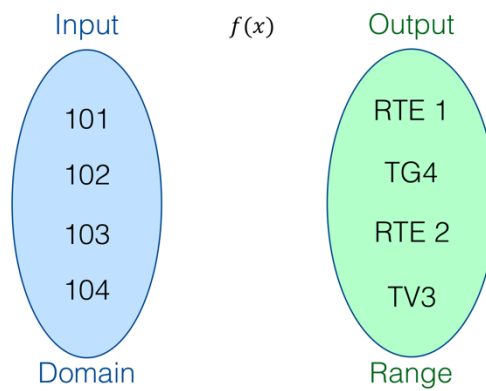 Input
f(x)
Output
101
102
103
104
RTE 1
TG4
RTE 2
TV3
Domain
Range